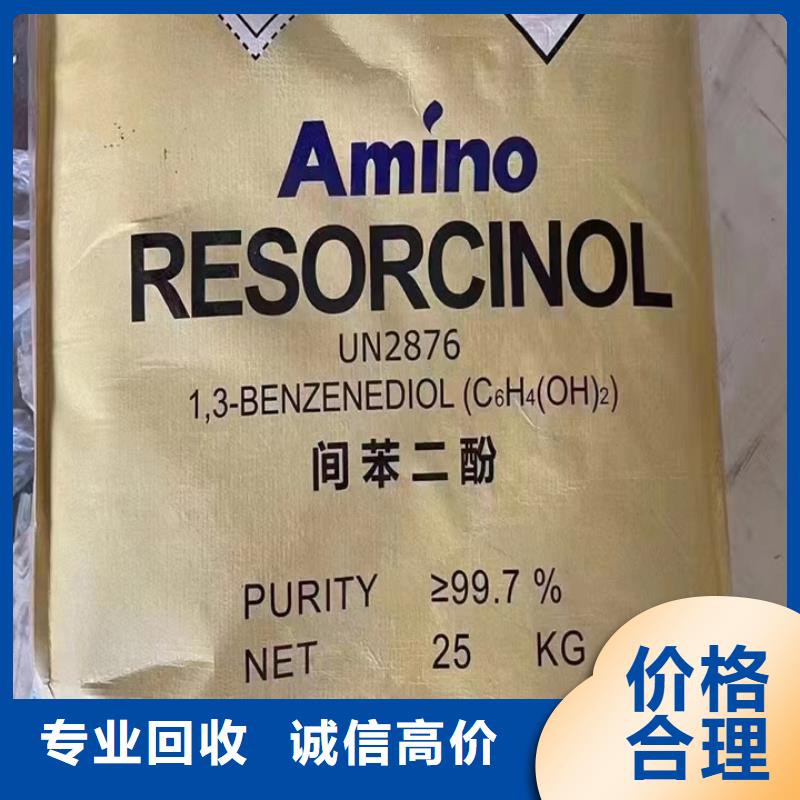 Amino
RESORCINOL
UN2876
1,3-BENZENEDIOL (C₆H₄(OH)₂)
间苯二酚
PURITY ≥99.7 %
NET 25 KG
价格
合理
专业回收 诚信高价